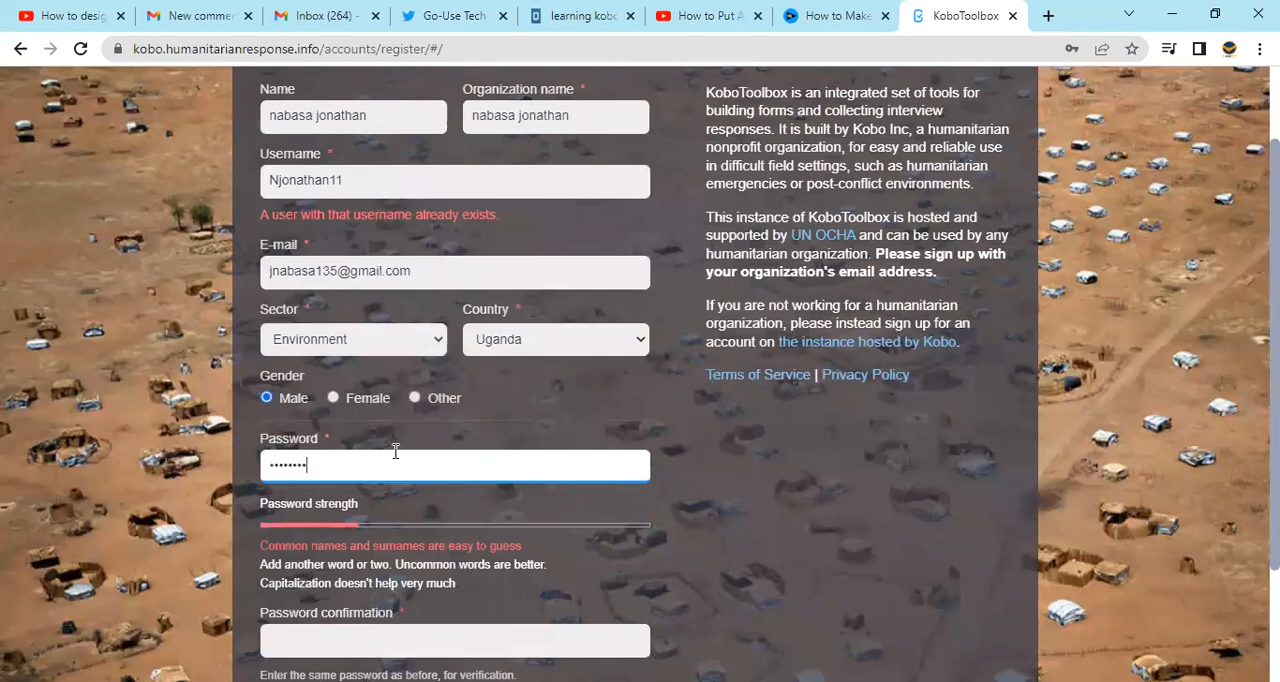 How to desig
New commer
Inbox (264) -
Go-Use Tech
learning kobo
How to Put A
How to Make
KoboToolbox
kobo.humanitarianresponse.info/accounts/register/#/
Name
Organization name *
nabasa jonathan
nabasa jonathan
Username *
Njonathan11
A user with that username already exists.
E-mail *
jnabasa135@gmail.com
Sector *
Country *
Environment
Uganda
Gender
Male
Female
Other
Password *
••••••••
Password strength
Common names and surnames are easy to guess
Add another word or two. Uncommon words are better.
Capitalization doesn't help very much
Password confirmation *
Enter the same password as before, for verification.
KoboToolbox is an integrated set of tools for
building forms and collecting interview
responses. It is built by Kobo Inc, a humanitarian
nonprofit organization, for easy and reliable use
in difficult field settings, such as humanitarian
emergencies or post-conflict environments.
This instance of KoboToolbox is hosted and
supported by UN OCHA and can be used by any
humanitarian organization. Please sign up with
your organization's email address.
If you are not working for a humanitarian
organization, please instead sign up for an
account on the instance hosted by Kobo.
Terms of Service | Privacy Policy